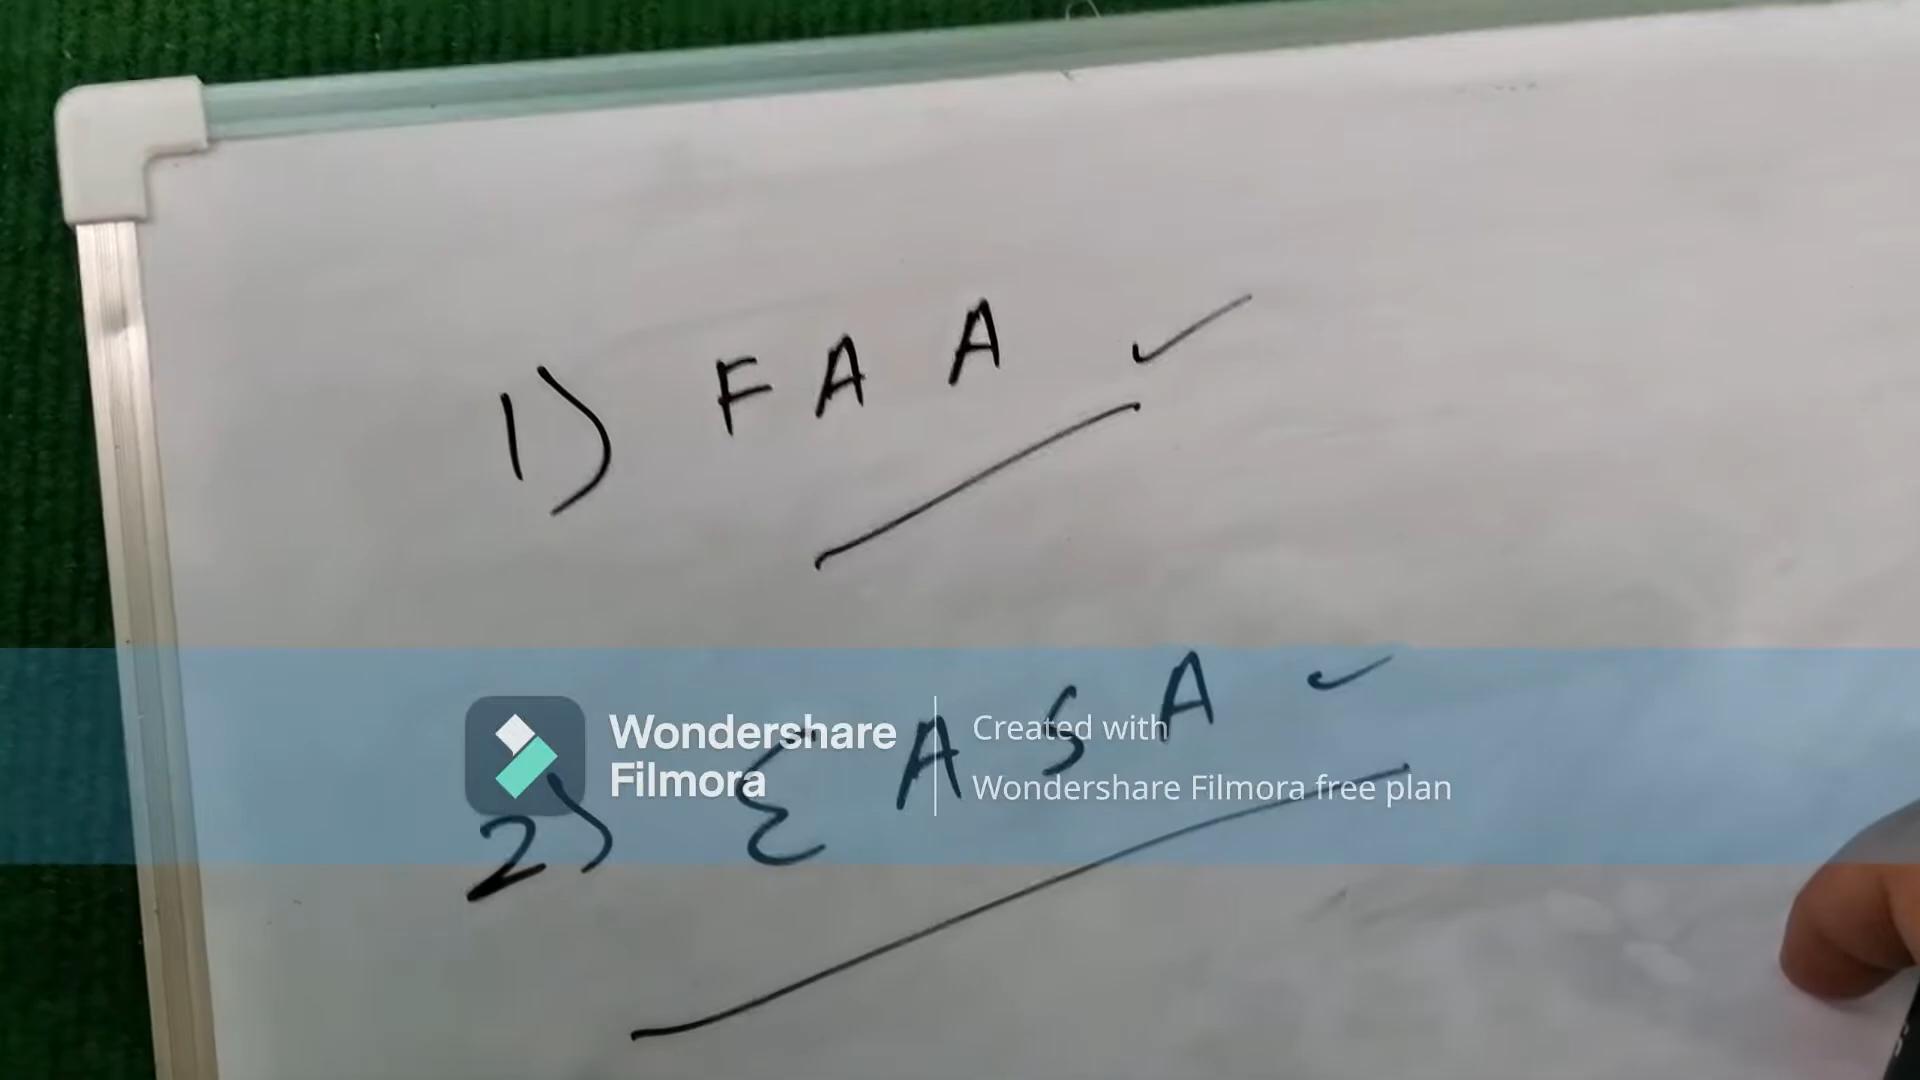 1) FAA ✓
2) EASA ✓
Wondershare
Filmora
Created with
Wondershare Filmora free plan